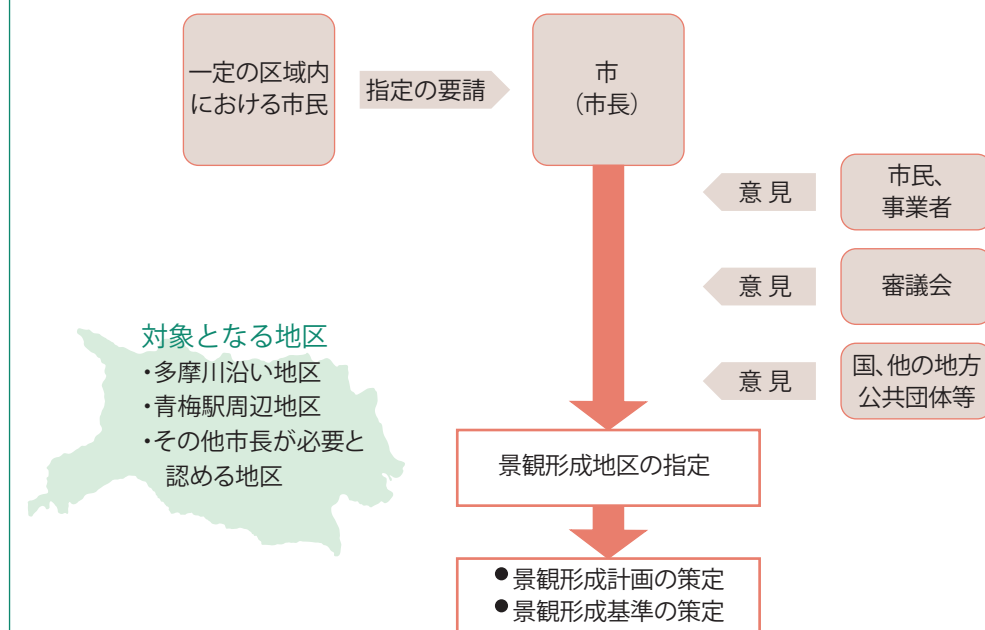 一定の区域内
における市民
指定の要請
市
（市長）
意 見
市民、
事業者
意 見
審議会
意 見
国、他の地方
公共団体等
対象となる地区
・多摩川沿い地区
・青梅駅周辺地区
・その他市長が必要と
認める地区
景観形成地区の指定
●景観形成計画の策定
●景観形成基準の策定